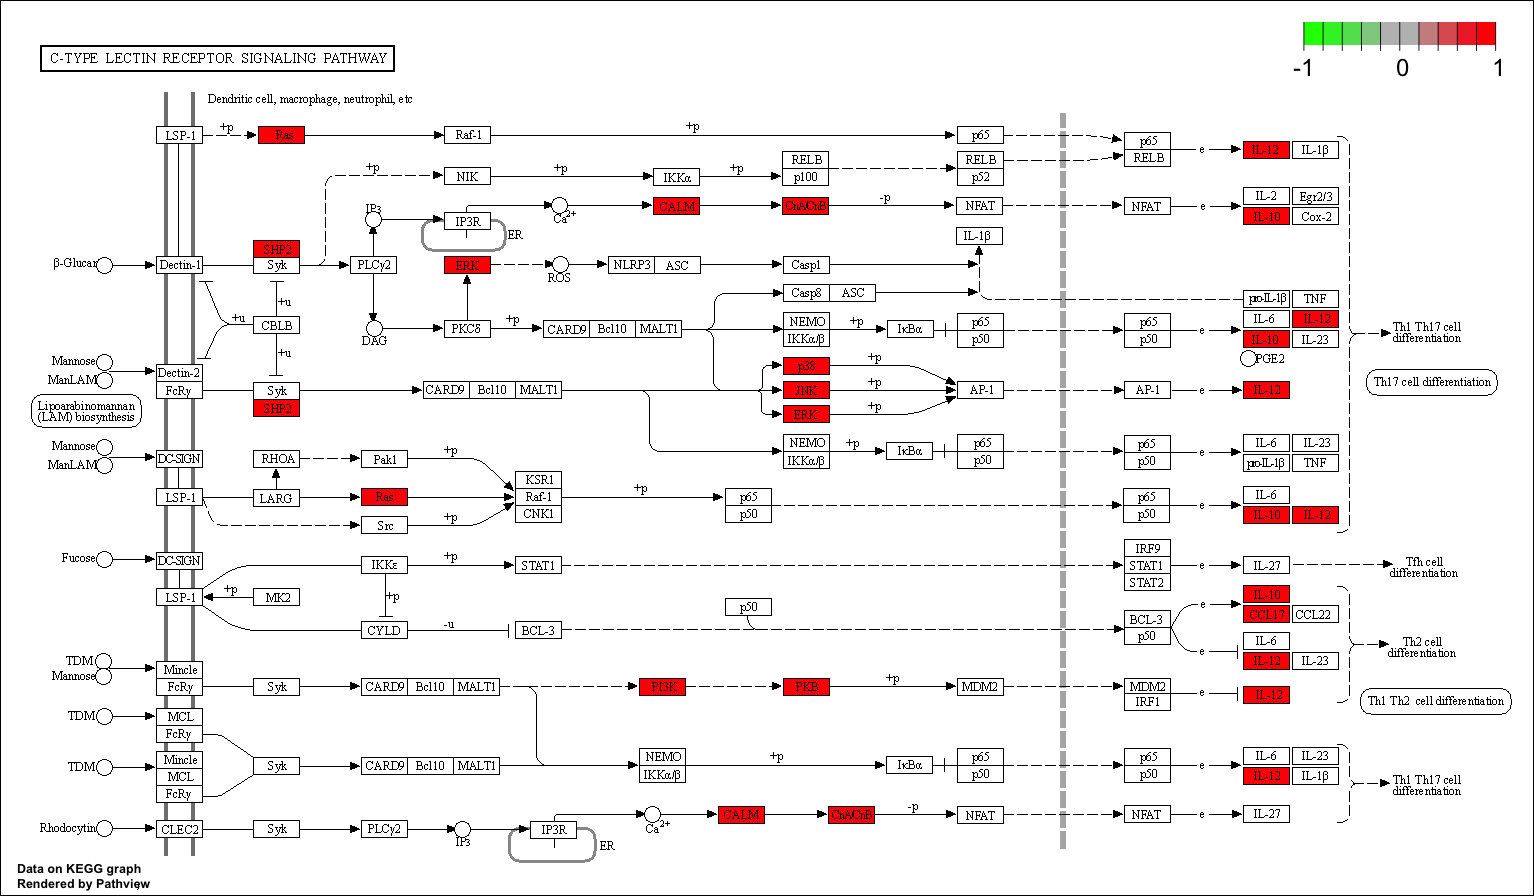 C-TYPE LECTIN RECEPTOR SIGNALING PATHWAY
-1 0 1
Dendritic cell, macrophage, neutrophil, etc
LSP-1 +p Ras Raf-1 +p p65 p65 RELB e IL-12 IL-1β
+p NIK +p IKKα +p RELB p100 RELB p52
IP3 IP3R ER Ca2+ CALM CnA/CnB -p NFAT NFAT e IL-2 Egr2/3
IL-10 Cox-2
IL-1β
SHP2
β-Glucan Dectin-1 Syk PLCγ2 ERK ROS NLRP3 ASC Casp1
Casp8 ASC
pro-IL-1β TNF
+u CBLB +u +u
DAG PKCδ +p CARD9 Bcl10 MALT1 NEMO IKKα/β +p IκBα p65 p50 p65 p50 e IL-6 IL-12
IL-10 IL-23
PGE2
Th1 Th17 cell
differentiation
Mannose
ManLAM
Dectin-2
FcRγ Syk CARD9 Bcl10 MALT1
SHP2
p38 +p
JNK +p AP-1 AP-1 e IL-12
ERK +p
Th17 cell differentiation
Lipoarabinomannan
(LAM) biosynthesis
Mannose
ManLAM
DC-SIGN RHOA Pak1 +p
NEMO IKKα/β +p IκBα p65 p50 p65 p50 e IL-6 IL-23
pro-IL-1β TNF
LSP-1 LARG Ras KSR1 Raf-1 CNK1 +p p65 p50 p65 p50 e IL-6
IL-10 IL-12
Src +p
Fucose DC-SIGN IKKε +p STAT1 IRF9 STAT1 STAT2 e IL-27 Tfh cell
differentiation
LSP-1 +p MK2 +p
CYLD -u BCL-3 p50 BCL-3 p50 e IL-10
CCL17 CCL22
e IL-6
IL-12 IL-23
Th2 cell
differentiation
TDM
Mannose
Mincle
FcRγ Syk CARD9 Bcl10 MALT1 PI3K PKB +p MDM2 MDM2 IRF1 e IL-12
Th1 Th2 cell differentiation
TDM MCL
FcRγ
TDM Mincle
MCL
FcRγ
Syk CARD9 Bcl10 MALT1 NEMO IKKα/β +p IκBα p65 p50 p65 p50 e IL-6 IL-23
IL-12 IL-1β
Th1 Th17 cell
differentiation
Rhodocytin CLEC2 Syk PLCγ2 IP3 IP3R ER Ca2+ CALM CnA/CnB -p NFAT NFAT e IL-27
Data on KEGG graph
Rendered by Pathview